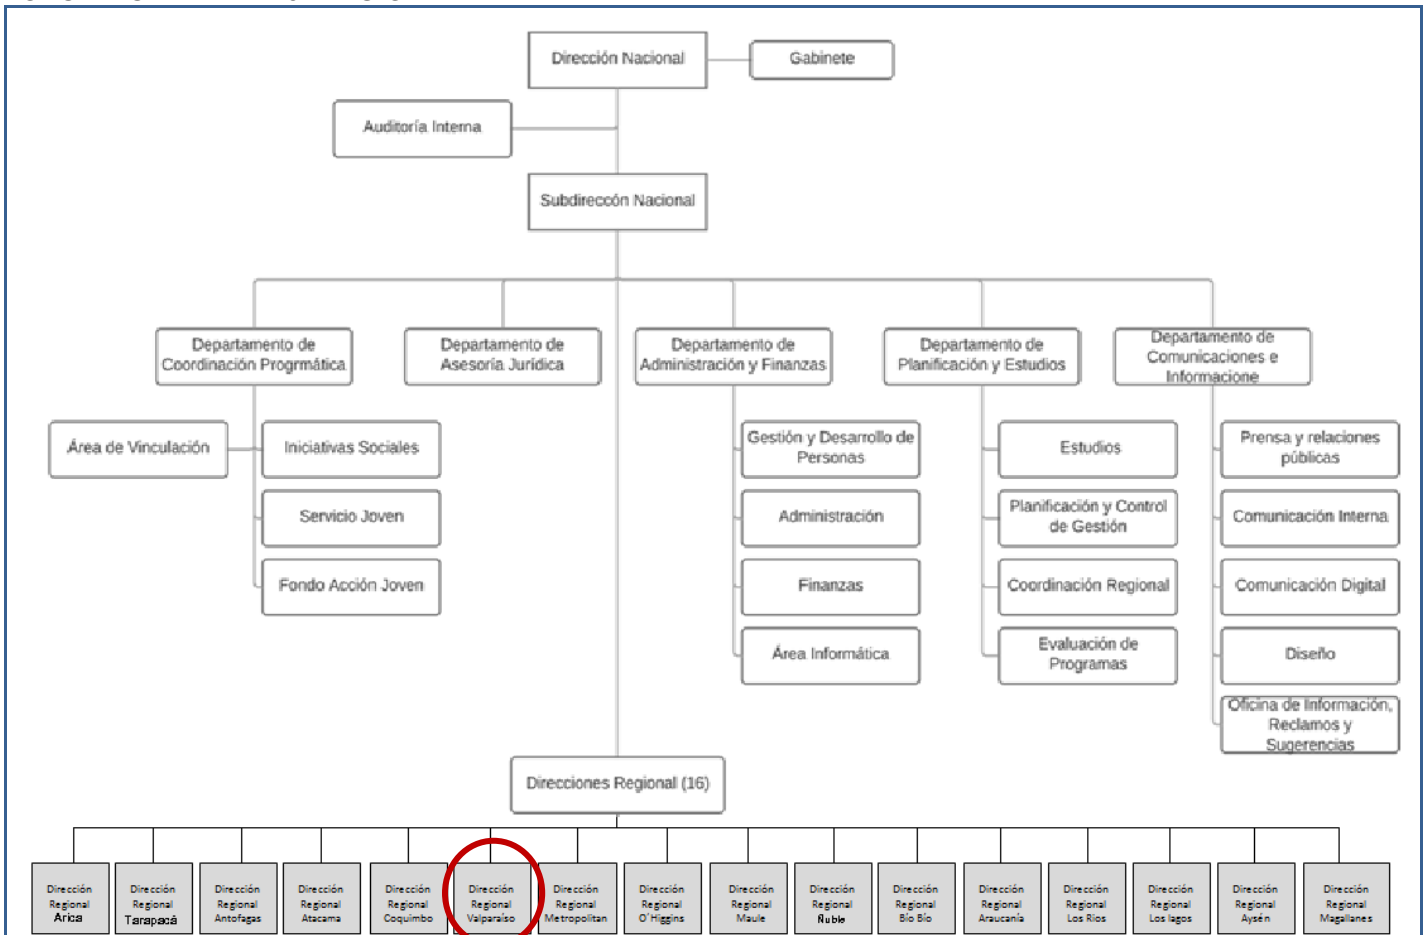 Dirección Nacional
Gabinete
Auditoría Interna
Subdireccón Nacional
Departamento de
Coordinación Progrmática
Departamento de
Asesoría Jurídica
Departamento de
Administración y Finanzas
Departamento de
Planificación y Estudios
Departamento de
Comunicaciones e
Informacione
Área de Vinculación
Iniciativas Sociales
Servicio Joven
Fondo Acción Joven
Gestión y Desarrollo de
Personas
Administración
Finanzas
Área Informática
Estudios
Planificación y Control
de Gestión
Coordinación Regional
Evaluación de
Programas
Prensa y relaciones
públicas
Comunicación Interna
Comunicación Digital
Diseño
Oficina de Información,
Reclamos y
Sugerencias
Direcciones Regional (16)
Dirección
Regional
Arica
Dirección
Regional
Tarapacá
Dirección
Regional
Antofagas
Dirección
Regional
Atacama
Dirección
Regional
Coquimbo
Dirección
Regional
Valparaíso
Dirección
Regional
Metropolitan
Dirección
Regional
O´Higgins
Dirección
Regional
Maule
Dirección
Regional
Ñuble
Dirección
Regional
Bío Bío
Dirección
Regional
Araucanía
Dirección
Regional
Los Rios
Dirección
Regional
Los lagos
Dirección
Regional
Aysén
Dirección
Regional
Magallanes